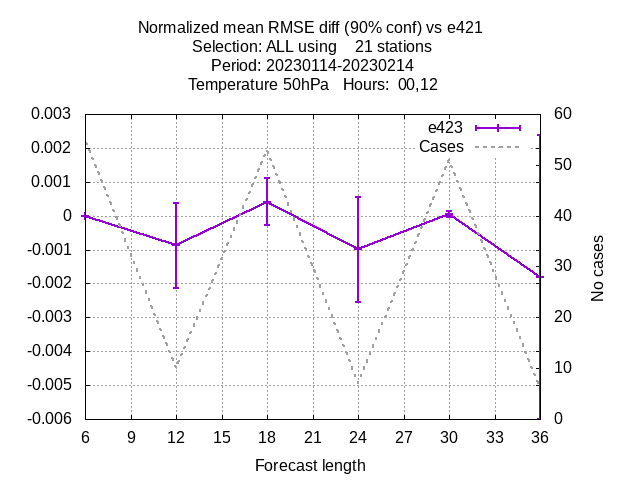 Normalized mean RMSE diff (90% conf) vs e421
Selection: ALL using    21 stations
Period: 20230114-20230214
Temperature 50hPa   Hours:  00,12
0.003
0.002
0.001
0
-0.001
-0.002
-0.003
-0.004
-0.005
-0.006
e423
Cases
60
50
40
30
20
10
0
No cases
6 9 12 15 18 21 24 27 30 33 36
Forecast length